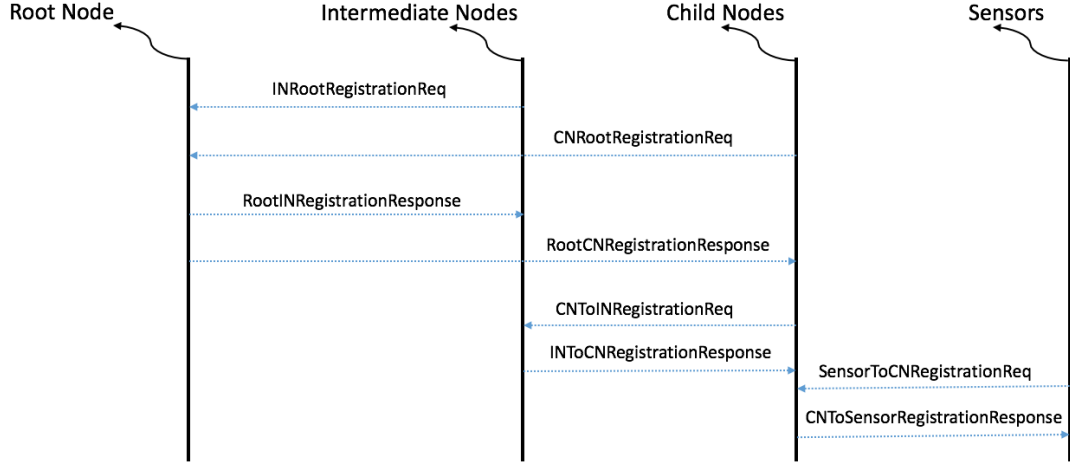 Root Node
Intermediate Nodes
Child Nodes
Sensors
INRootRegistrationReq
CNRootRegistrationReq
RootINRegistrationResponse
RootCNRegistrationResponse
CNToINRegistrationReq
INToCNRegistrationResponse
SensorToCNRegistrationReq
CNToSensorRegistrationResponse